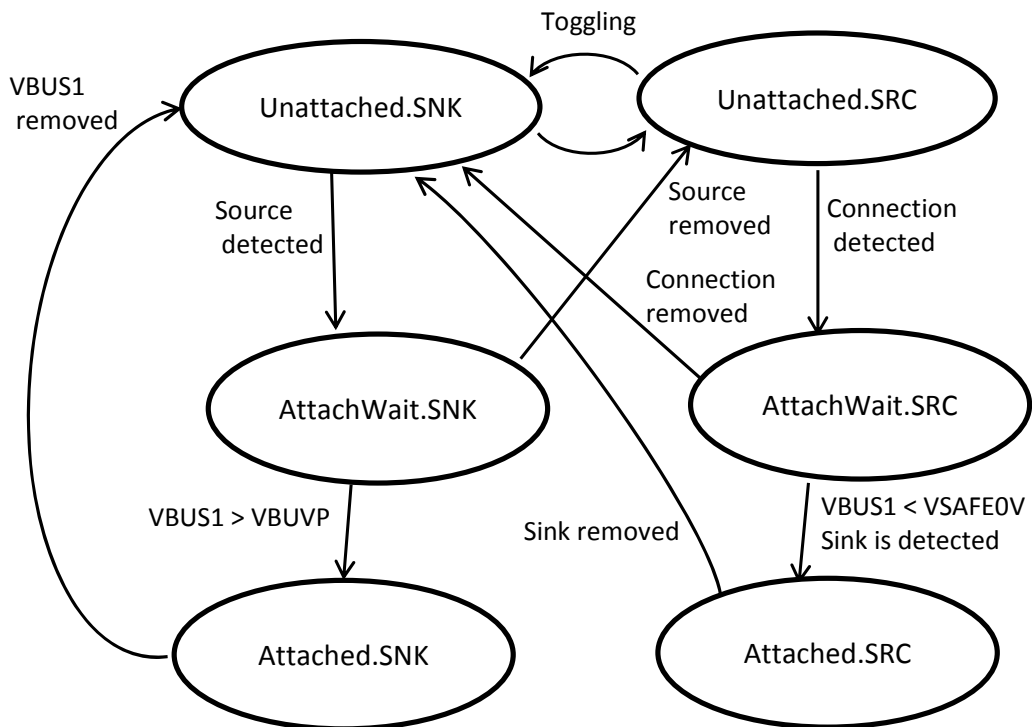 Toggling
VBUS1
removed
Unattached.SNK
Unattached.SRC
Source
detected
Source
removed
Connection
detected
Connection
removed
AttachWait.SNK
AttachWait.SRC
VBUS1 > VBUVP
Sink removed
VBUS1 < VSAFE0V
Sink is detected
Attached.SNK
Attached.SRC